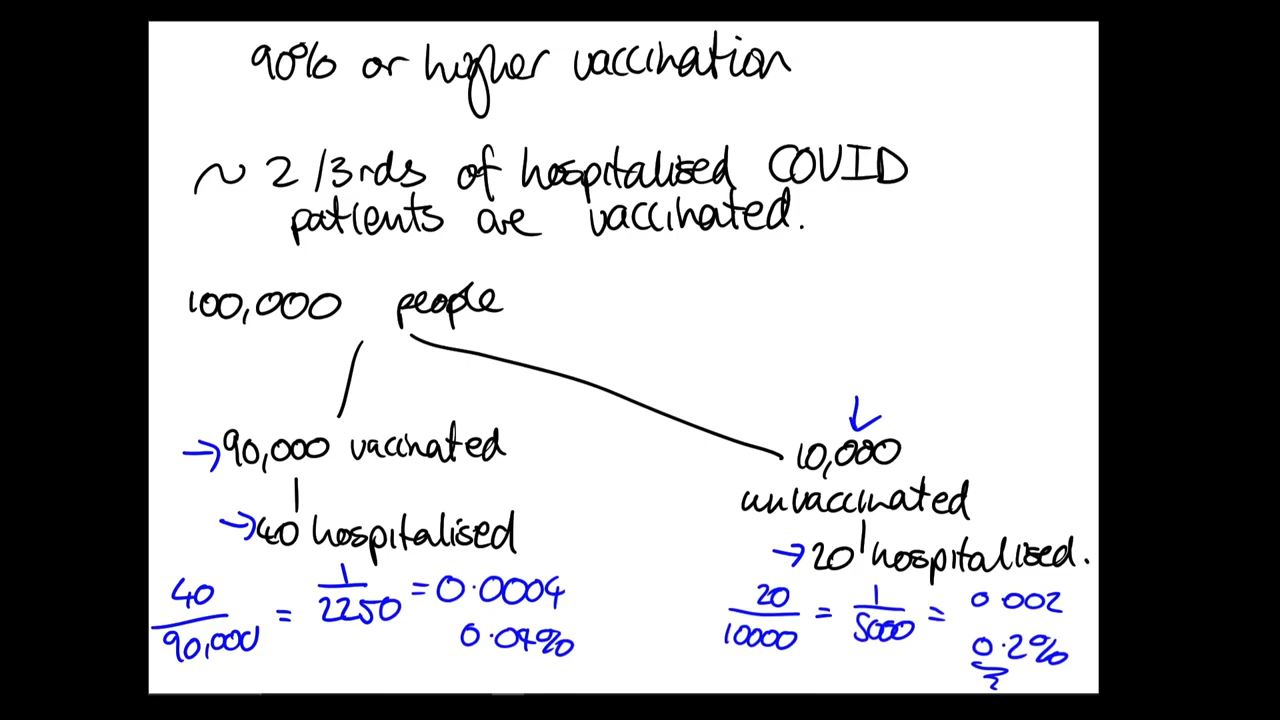 90% or higher vaccination
~ 2/3rds of hospitalised COVID
patients are vaccinated.
100,000 people
→ 90,000 vaccinated
→ 40 hospitalised
40/90,000 = 1/2250 = 0.0004
0.04%
10,000
unvaccinated
→ 20 hospitalised.
20/10000 = 1/5000 = 0.002
0.2%